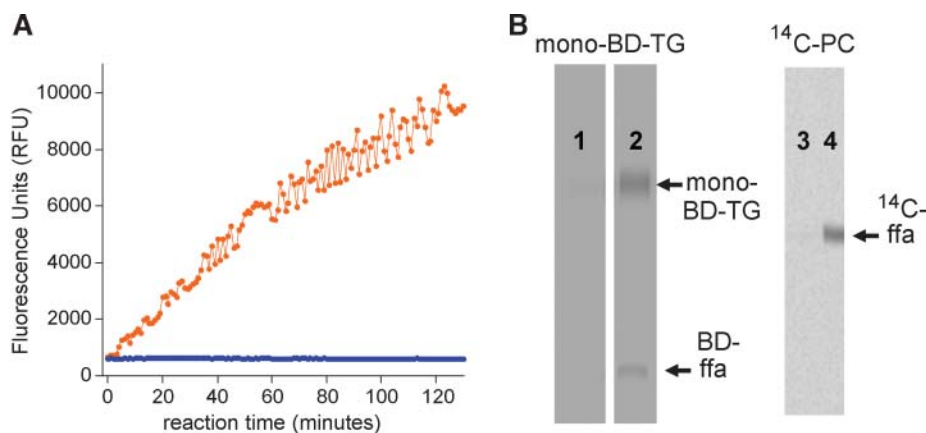 A
Fluorescence Units (RFU)
10000
8000
6000
4000
2000
0
0 20 40 60 80 100 120
reaction time (minutes)
B
mono-BD-TG
1 2
mono-
BD-TG
BD-
ffa
¹⁴C-PC
3 4
¹⁴C-
ffa